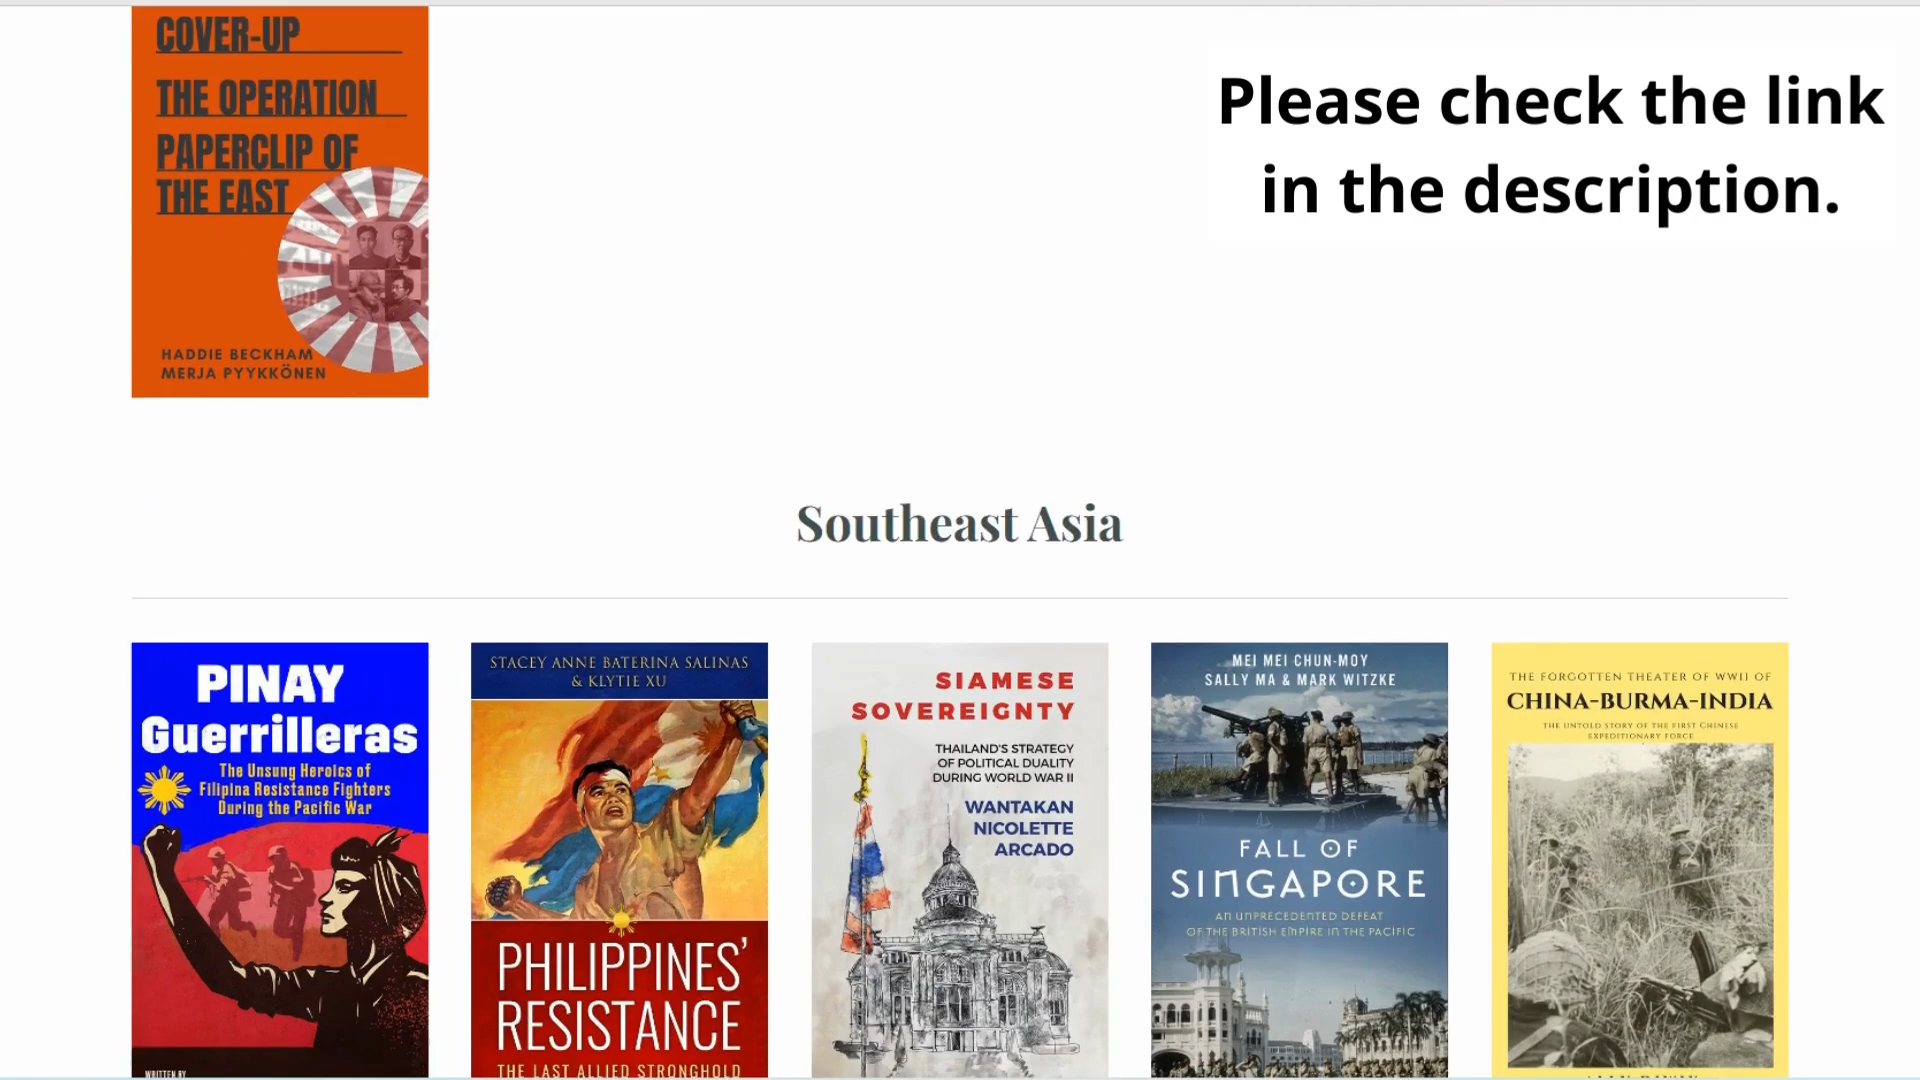 COVER-UP
THE OPERATION
PAPERCLIP OF
THE EAST
HADDIE BECKHAM
MERJA PYYKKÖNEN
Please check the link
in the description.
Southeast Asia
PINAY
Guerrilleras
The Unsung Heroics of
Filipina Resistance Fighters
During the Pacific War
WRITTEN BY
STACEY ANNE BATERINA SALINAS
& KLYTIE XU
PHILIPPINES'
RESISTANCE
THE LAST ALLIED STRONGHOLD
SIAMESE
SOVEREIGNTY
THAILAND'S STRATEGY
OF POLITICAL DUALITY
DURING WORLD WAR II
WANTAKAN
NICOLETTE
ARCADO
MEI MEI CHUN-MOY
SALLY MA & MARK WITZKE
FALL OF
SINGAPORE
AN UNPRECEDENTED DEFEAT
OF THE BRITISH EMPIRE IN THE PACIFIC
THE FORGOTTEN THEATER OF WWII OF
CHINA-BURMA-INDIA
THE UNTOLD STORY OF THE FIRST CHINESE
EXPEDITIONARY FORCE